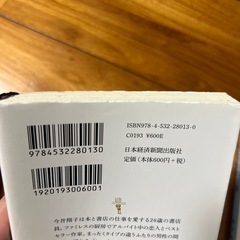 ISBN978-4-532-28013-0
C0193 ¥600E
9784532280130
日本経済新聞出版社
定価(本体600円+税)
1920193006001
今井翔子は本と書店の仕事を愛する26歳の書店
員。ファミレスの厨房でアルバイト中の恋人とベスト
セラー作家、まったくタイプの違うふたりの男性の間